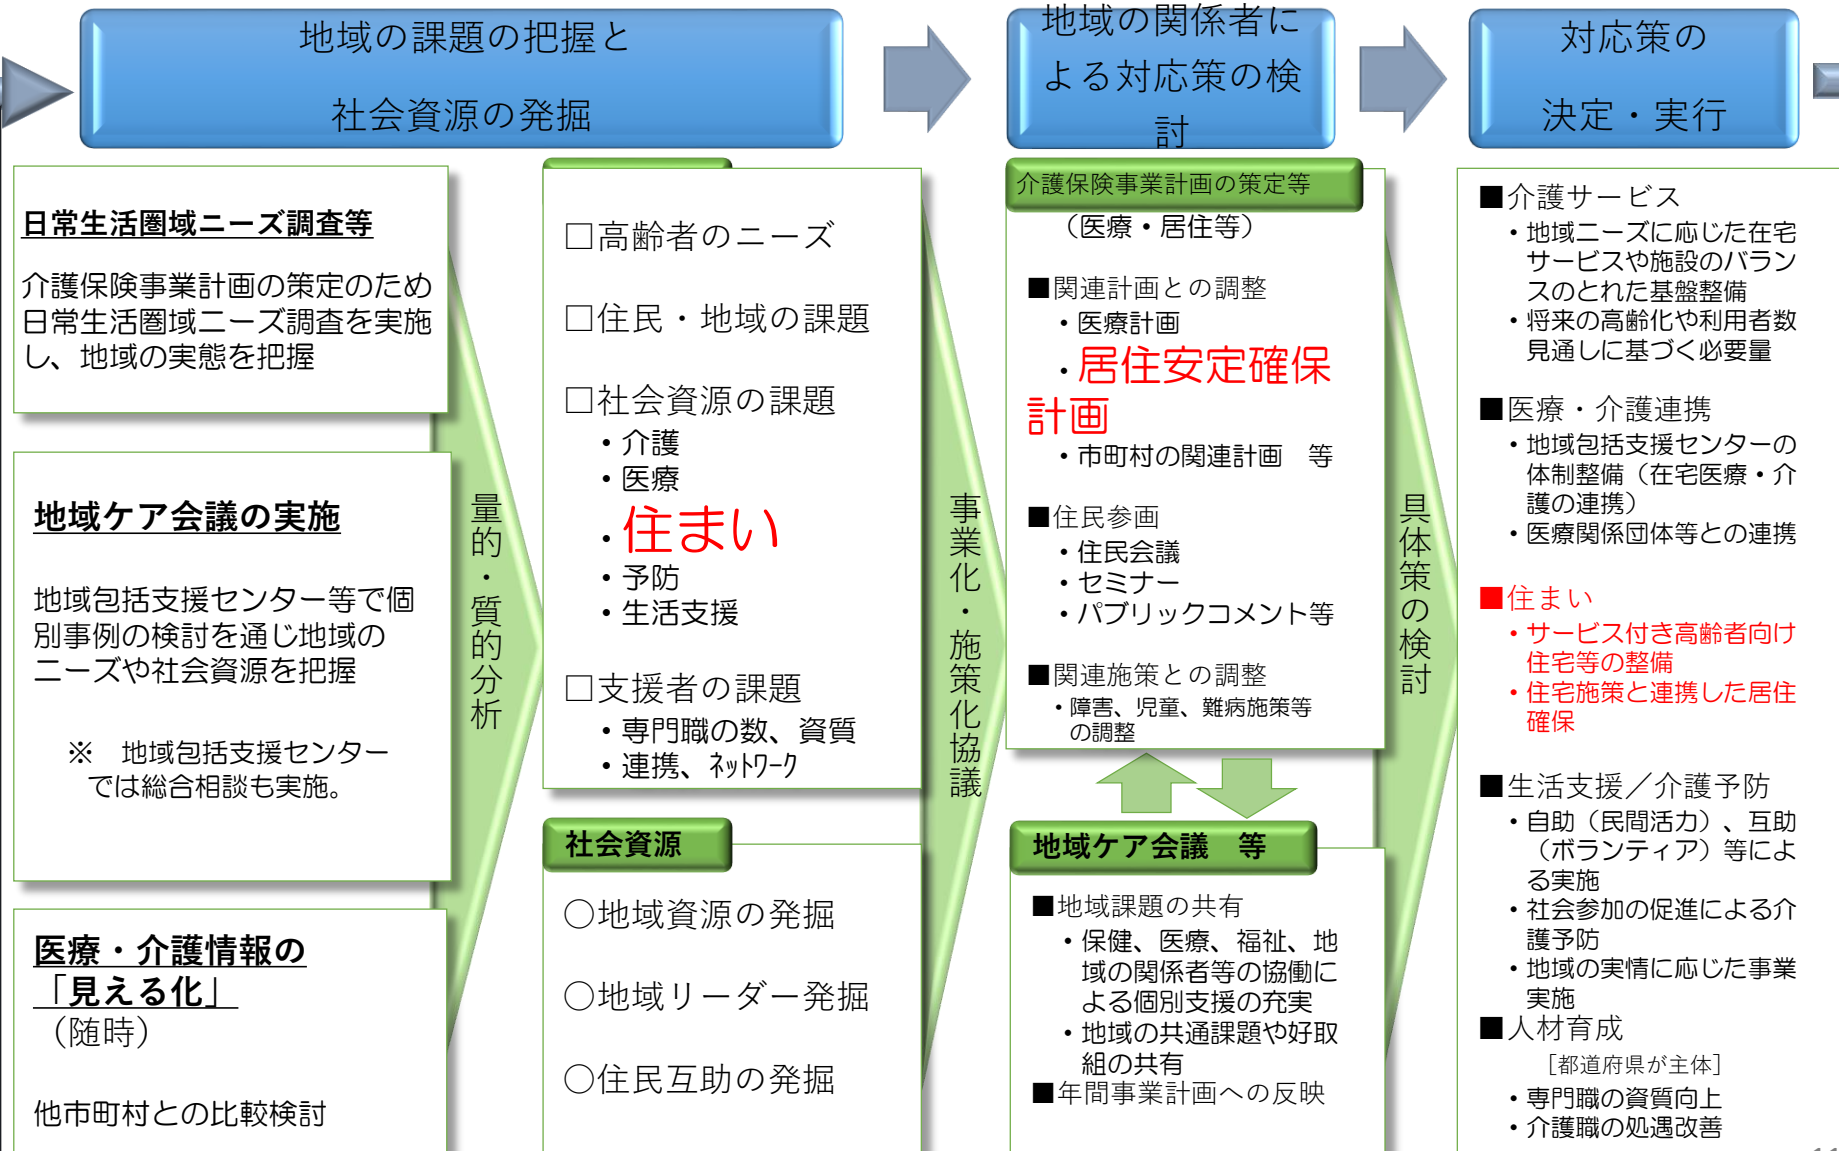 地域の課題の把握と
社会資源の発掘
地域の関係者に
よる対応策の検
討
対応策の
決定・実行
日常生活圏域ニーズ調査等
介護保険事業計画の策定のため
日常生活圏域ニーズ調査を実施
し、地域の実態を把握
地域ケア会議の実施
地域包括支援センター等で個
別事例の検討を通じ地域の
ニーズや社会資源を把握
※　地域包括支援センター
では総合相談も実施。
医療・介護情報の
「見える化」
（随時）
他市町村との比較検討
量的・質的分析
□高齢者のニーズ
□住民・地域の課題
□社会資源の課題
・介護
・医療
・住まい
・予防
・生活支援
□支援者の課題
・専門職の数、資質
・連携、ﾈｯﾄﾜｰｸ
社会資源
○地域資源の発掘
○地域リーダー発掘
○住民互助の発掘
事業化・施策化協議
介護保険事業計画の策定等
（医療・居住等）
■関連計画との調整
・医療計画
・居住安定確保
計画
・市町村の関連計画　等
■住民参画
・住民会議
・セミナー
・パブリックコメント等
■関連施策との調整
・障害、児童、難病施策等
の調整
地域ケア会議　等
■地域課題の共有
・保健、医療、福祉、地
域の関係者等の協働に
よる個別支援の充実
・地域の共通課題や好取
組の共有
■年間事業計画への反映
具体策の検討
■介護サービス
・地域ニーズに応じた在宅
サービスや施設のバラン
スのとれた基盤整備
・将来の高齢化や利用者数
見通しに基づく必要量
■医療・介護連携
・地域包括支援センターの
体制整備（在宅医療・介
護の連携）
・医療関係団体等との連携
■住まい
・サービス付き高齢者向け
住宅等の整備
・住宅施策と連携した居住
確保
■生活支援／介護予防
・自助（民間活力）、互助
（ボランティア）等によ
る実施
・社会参加の促進による介
護予防
・地域の実情に応じた事業
実施
■人材育成
［都道府県が主体］
・専門職の資質向上
・介護職の処遇改善